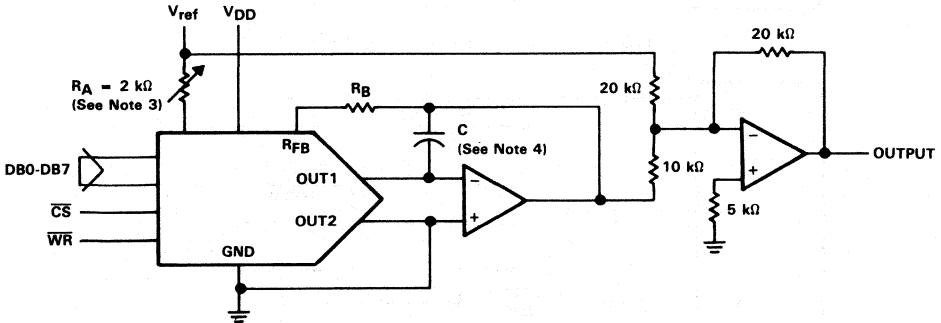 Vref
VDD
20 kΩ
RA = 2 kΩ
(See Note 3)
RB
20 kΩ
C
(See Note 4)
RFB
DB0-DB7
OUT1
−
+
10 kΩ
−
+
OUTPUT
CS
OUT2
5 kΩ
WR
GND